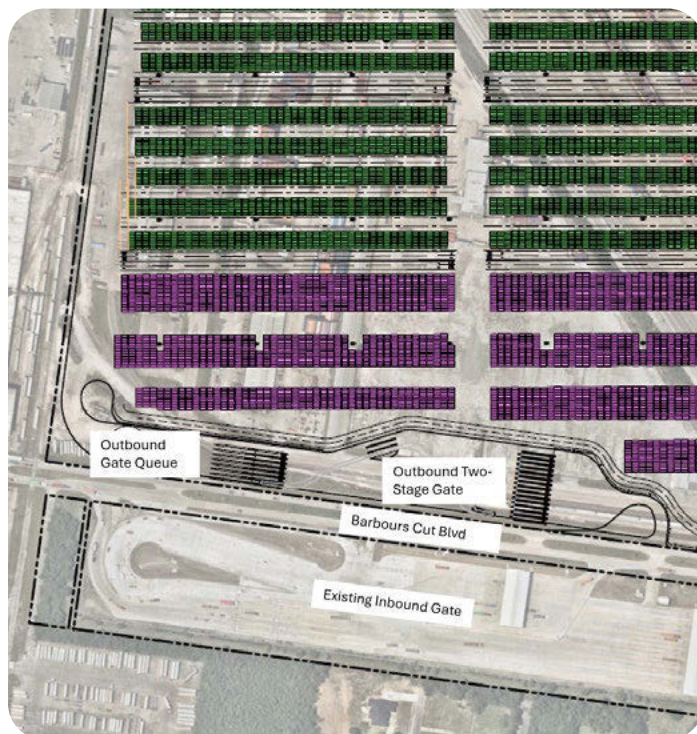 Outbound
Gate Queue
Outbound Two-
Stage Gate
Barbours Cut Blvd
Existing Inbound Gate